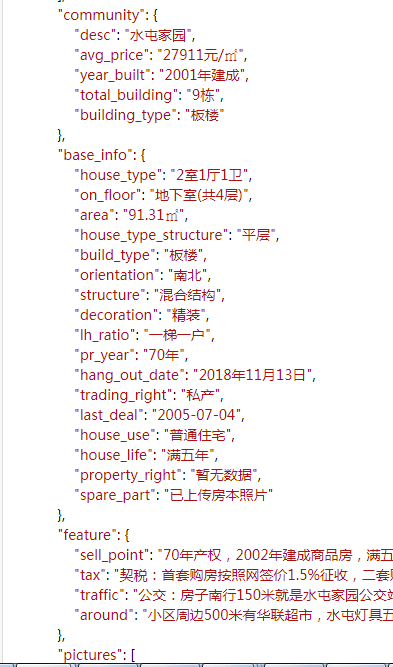 "community": {
"desc": "水屯家园",
"avg_price": "27911元/㎡",
"year_built": "2001年建成",
"total_building": "9栋",
"building_type": "板楼"
},
"base_info": {
"house_type": "2室1厅1卫",
"on_floor": "地下室(共4层)",
"area": "91.31㎡",
"house_type_structure": "平层",
"build_type": "板楼",
"orientation": "南北",
"structure": "混合结构",
"decoration": "精装",
"lh_ratio": "一梯一户",
"pr_year": "70年",
"hang_out_date": "2018年11月13日",
"trading_right": "私产",
"last_deal": "2005-07-04",
"house_use": "普通住宅",
"house_life": "满五年",
"property_right": "暂无数据",
"spare_part": "已上传房本照片"
},
"feature": {
"sell_point": "70年产权，2002年建成商品房，满五
"tax": "契税：首套购房按照网签价1.5%征收，二套
"traffic": "公交：房子南行150米就是水屯家园公交
"around": "小区周边500米有华联超市，水屯灯具
},
"pictures": [